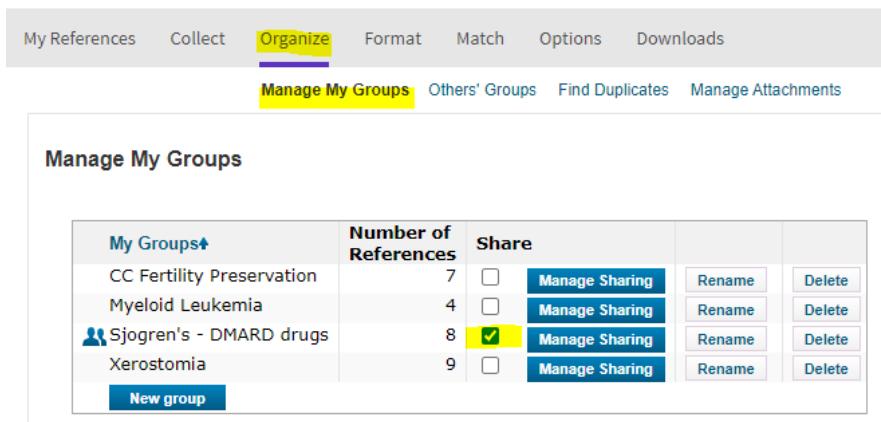 My References Collect Organize Format Match Options Downloads
Manage My Groups Others' Groups Find Duplicates Manage Attachments
Manage My Groups
My Groups Number of References Share
CC Fertility Preservation 7 Manage Sharing Rename Delete
Myeloid Leukemia 4 Manage Sharing Rename Delete
Sjogren's - DMARD drugs 8 Manage Sharing Rename Delete
Xerostomia 9 Manage Sharing Rename Delete
New group